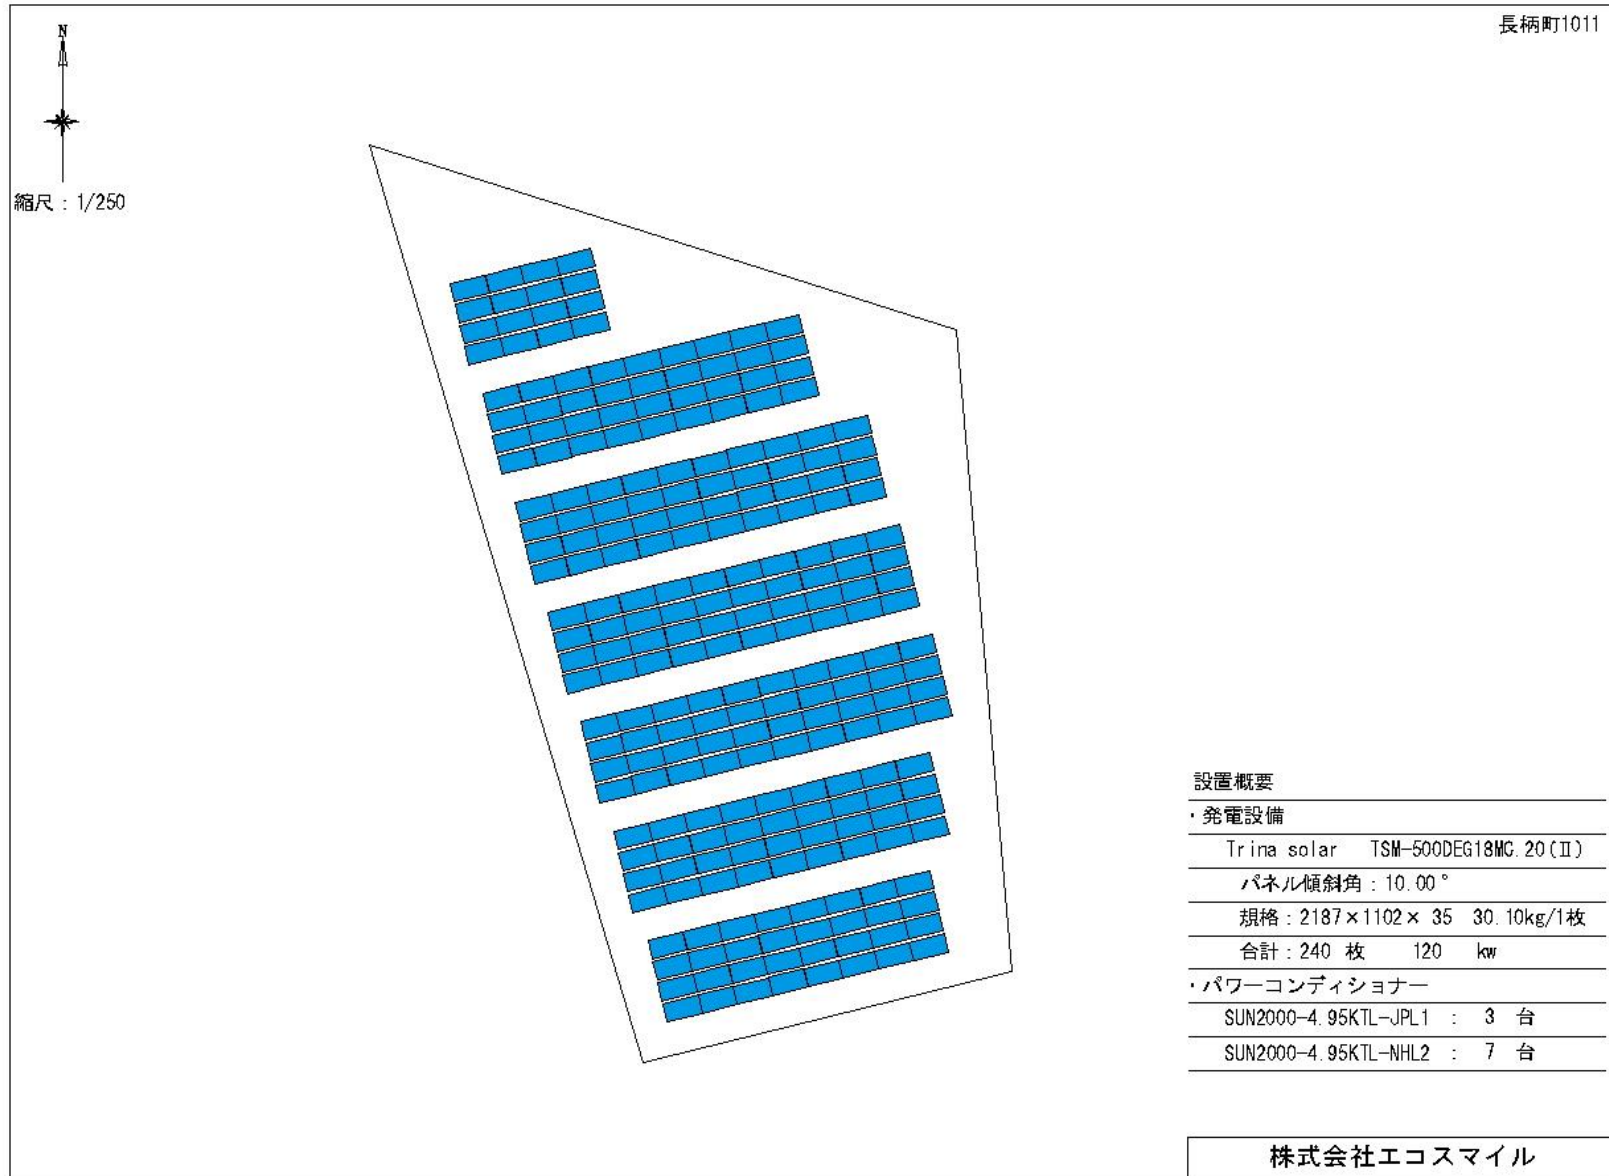 長柄町1011
N
縮尺：1/250
設置概要
・発電設備
Trina solar TSM-500DEG18MC.20(Ⅱ)
パネル傾斜角：10.00°
規格：2187×1102× 35 30.10kg/1枚
合計：240 枚 120 kw
・パワーコンディショナー
SUN2000-4.95KTL-JPL1 ： 3 台
SUN2000-4.95KTL-NHL2 ： 7 台
株式会社エコスマイル